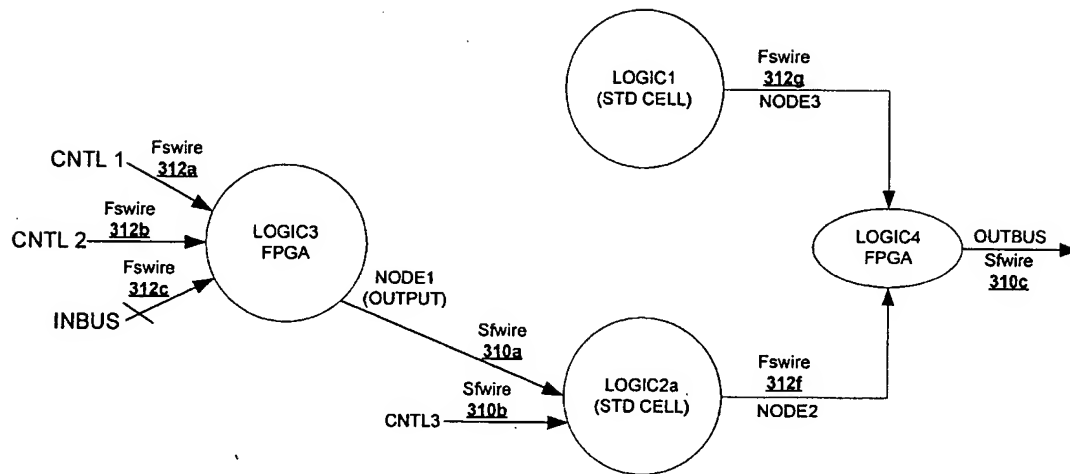 LOGIC1
(STD CELL)
Fswire
312g
NODE3
CNTL 1
Fswire
312a
CNTL 2
Fswire
312b
Fswire
312c
INBUS
LOGIC3
FPGA
NODE1
(OUTPUT)
Sfwire
310a
CNTL3
Sfwire
310b
LOGIC2a
(STD CELL)
Fswire
312f
NODE2
LOGIC4
FPGA
OUTBUS
Sfwire
310c